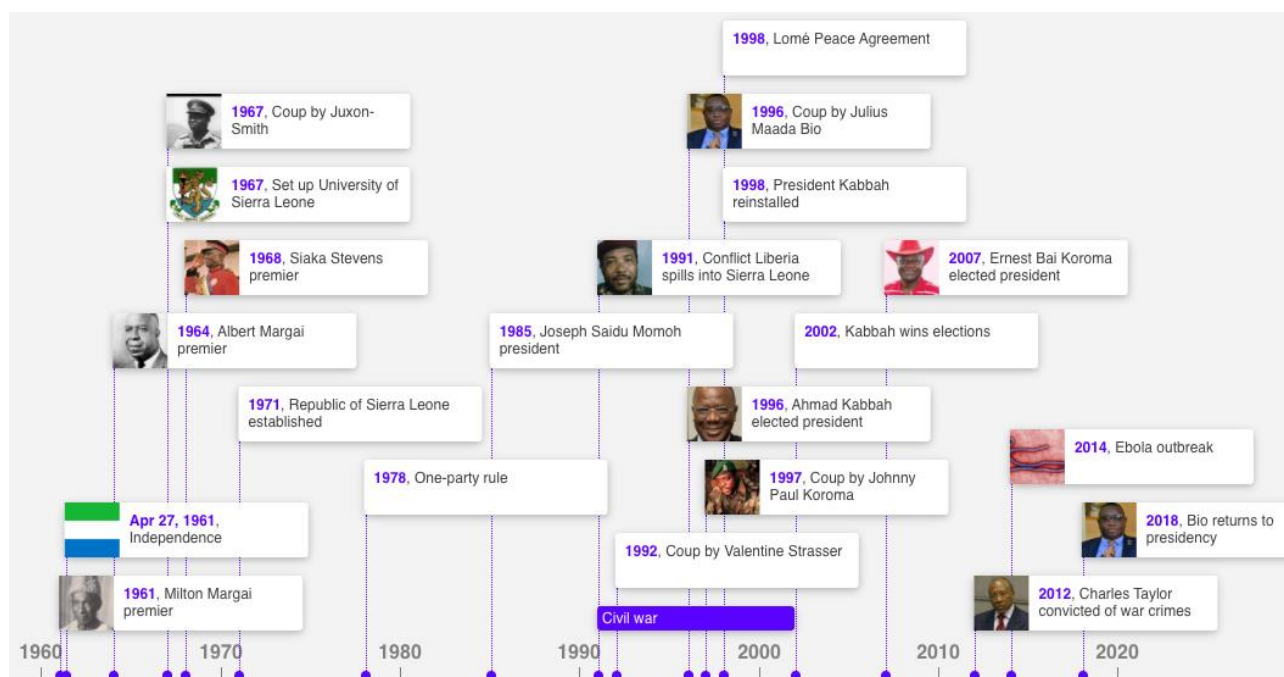 1998, Lomé Peace Agreement
1967, Coup by Juxon-
Smith
1996, Coup by Julius
Maada Bio
1967, Set up University of
Sierra Leone
1998, President Kabbah
reinstalled
1968, Siaka Stevens
premier
1991, Conflict Liberia
spills into Sierra Leone
2007, Ernest Bai Koroma
elected president
1964, Albert Margai
premier
1985, Joseph Saidu Momoh
president
2002, Kabbah wins elections
1971, Republic of Sierra Leone
established
1996, Ahmad Kabbah
elected president
2014, Ebola outbreak
1978, One-party rule
1997, Coup by Johnny
Paul Koroma
Apr 27, 1961,
Independence
2018, Bio returns to
presidency
1992, Coup by Valentine Strasser
1961, Milton Margai
premier
2012, Charles Taylor
convicted of war crimes
Civil war
1960 1970 1980 1990 2000 2010 2020